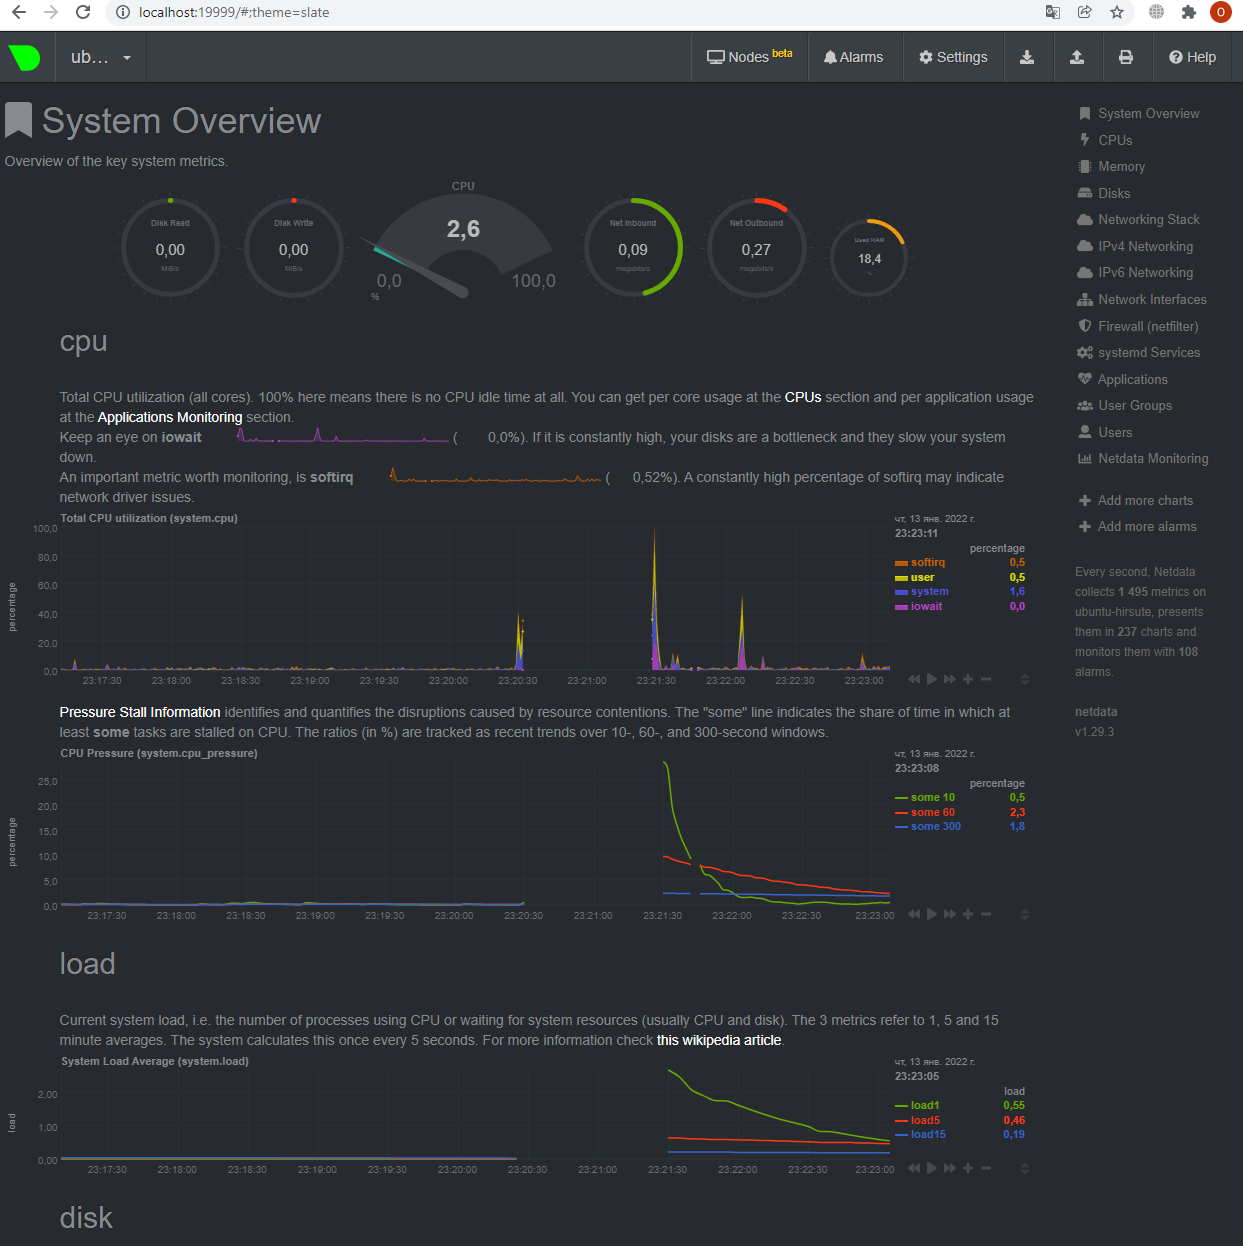 localhost:19999/#;theme=slate
O
ub...
Nodes beta
Alarms
Settings
Help
System Overview
Overview of the key system metrics.
Disk Read
0,00
MiB/s
Disk Write
0,00
MiB/s
CPU
2,6
0,0
100,0
%
Net Inbound
0,09
megabits/s
Net Outbound
0,27
megabits/s
Used RAM
18,4
%
cpu
Total CPU utilization (all cores). 100% here means there is no CPU idle time at all. You can get per core usage at the CPUs section and per application usage
at the Applications Monitoring section.
Keep an eye on iowait ( 0,0%). If it is constantly high, your disks are a bottleneck and they slow your system
down.
An important metric worth monitoring, is softirq ( 0,52%). A constantly high percentage of softirq may indicate
network driver issues.
Total CPU utilization (system.cpu)
percentage
100,0
80,0
60,0
40,0
20,0
0,0
23:17:30 23:18:00 23:18:30 23:19:00 23:19:30 23:20:00 23:20:30 23:21:00 23:21:30 23:22:00 23:22:30 23:23:00
чт, 13 янв. 2022 г.
23:23:11
percentage
softirq 0,5
user 0,5
system 1,6
iowait 0,0
Pressure Stall Information identifies and quantifies the disruptions caused by resource contentions. The "some" line indicates the share of time in which at
least some tasks are stalled on CPU. The ratios (in %) are tracked as recent trends over 10-, 60-, and 300-second windows.
CPU Pressure (system.cpu_pressure)
percentage
25,0
20,0
15,0
10,0
5,0
0,0
23:17:30 23:18:00 23:18:30 23:19:00 23:19:30 23:20:00 23:20:30 23:21:00 23:21:30 23:22:00 23:22:30 23:23:00
чт, 13 янв. 2022 г.
23:23:08
percentage
some 10 0,5
some 60 2,3
some 300 1,8
load
Current system load, i.e. the number of processes using CPU or waiting for system resources (usually CPU and disk). The 3 metrics refer to 1, 5 and 15
minute averages. The system calculates this once every 5 seconds. For more information check this wikipedia article.
System Load Average (system.load)
load
2,00
1,00
0,00
23:17:30 23:18:00 23:18:30 23:19:00 23:19:30 23:20:00 23:20:30 23:21:00 23:21:30 23:22:00 23:22:30 23:23:00
чт, 13 янв. 2022 г.
23:23:05
load
load1 0,55
load5 0,46
load15 0,19
disk
System Overview
CPUs
Memory
Disks
Networking Stack
IPv4 Networking
IPv6 Networking
Network Interfaces
Firewall (netfilter)
systemd Services
Applications
User Groups
Users
Netdata Monitoring
Add more charts
Add more alarms
Every second, Netdata
collects 1 495 metrics on
ubuntu-hirsute, presents
them in 237 charts and
monitors them with 108
alarms.
netdata
v1.29.3